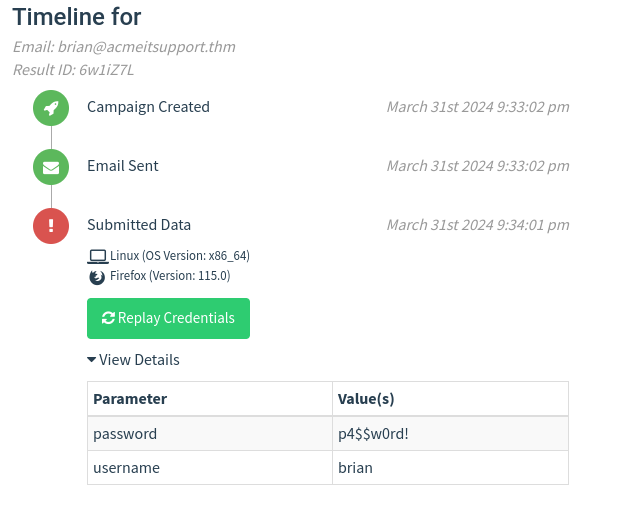 Timeline for
Email: brian@acmeitsupport.thm
Result ID: 6w1iZ7L
Campaign Created March 31st 2024 9:33:02 pm
Email Sent March 31st 2024 9:33:02 pm
Submitted Data March 31st 2024 9:34:01 pm
Linux (OS Version: x86_64)
Firefox (Version: 115.0)
Replay Credentials
View Details
Parameter Value(s)
password p4$$w0rd!
username brian